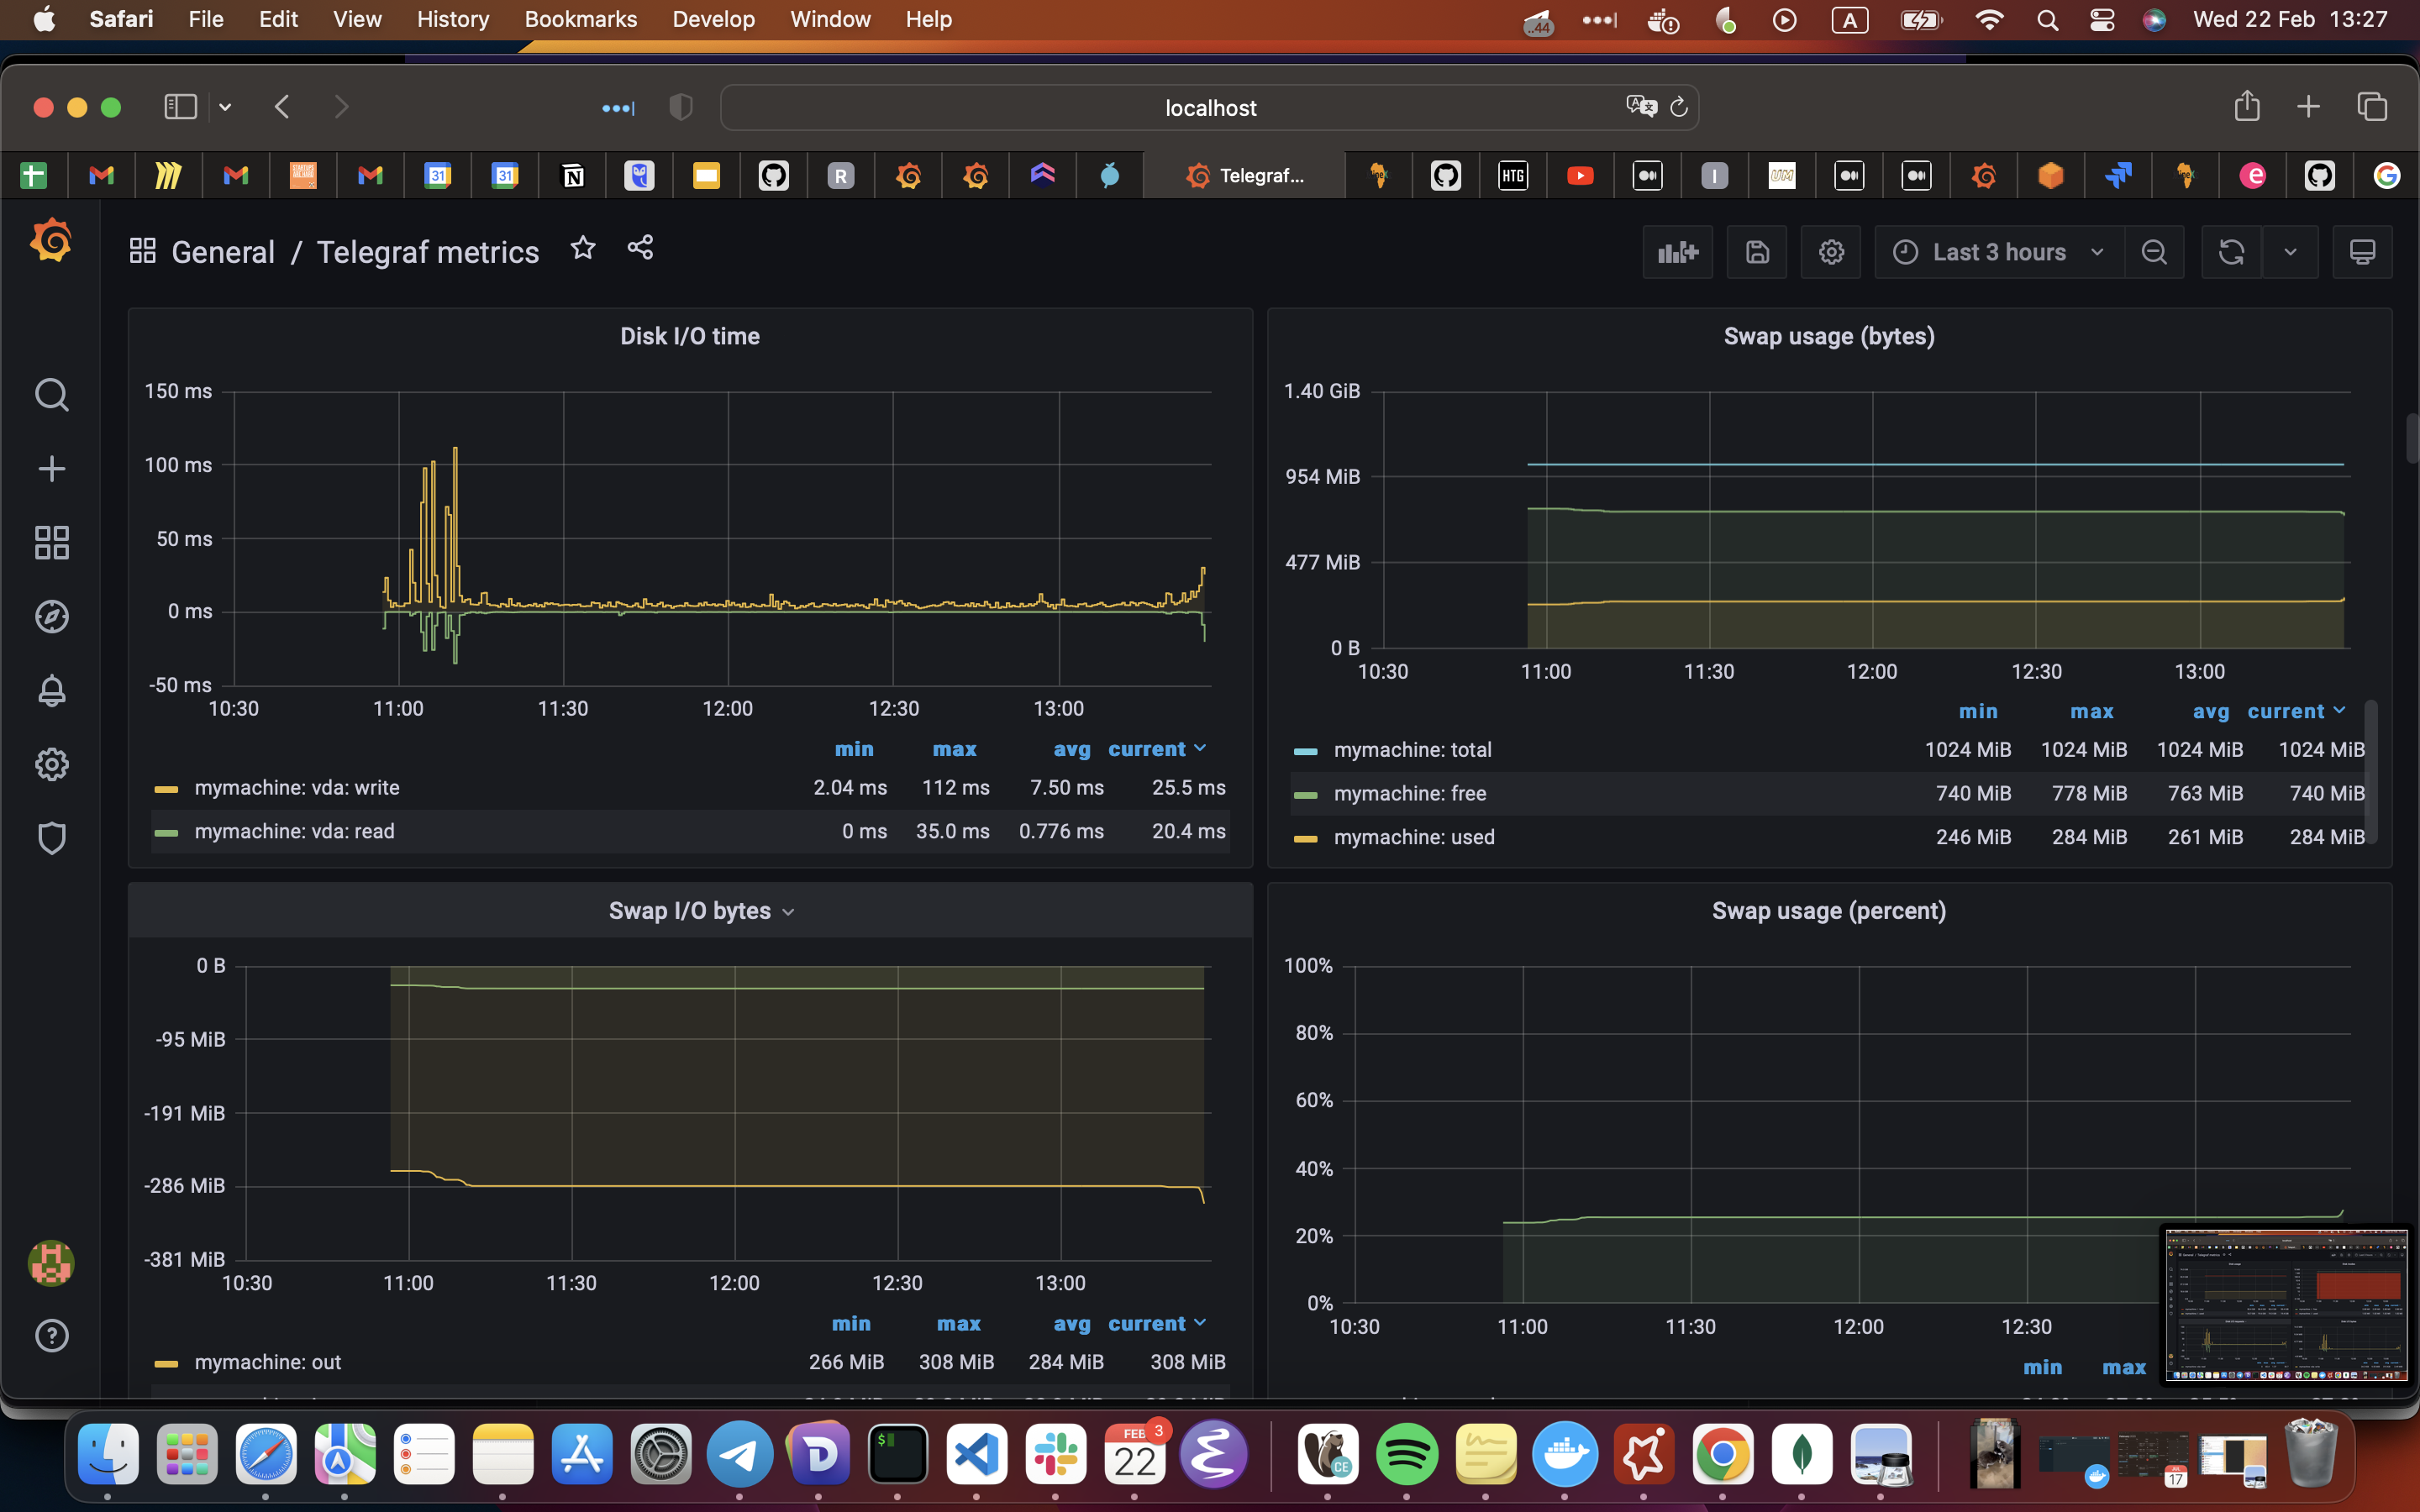 Safari File Edit View History Bookmarks Develop Window Help ..44 A Wed 22 Feb 13:27
localhost
31 31 R Telegraf... HTG I UM
General / Telegraf metrics Last 3 hours
Disk I/O time
150 ms
100 ms
50 ms
0 ms
-50 ms
10:30 11:00 11:30 12:00 12:30 13:00
min max avg current
mymachine: vda: write 2.04 ms 112 ms 7.50 ms 25.5 ms
mymachine: vda: read 0 ms 35.0 ms 0.776 ms 20.4 ms
Swap usage (bytes)
1.40 GiB
954 MiB
477 MiB
0 B
10:30 11:00 11:30 12:00 12:30 13:00
min max avg current
mymachine: total 1024 MiB 1024 MiB 1024 MiB 1024 MiB
mymachine: free 740 MiB 778 MiB 763 MiB 740 MiB
mymachine: used 246 MiB 284 MiB 261 MiB 284 MiB
Swap I/O bytes
0 B
-95 MiB
-191 MiB
-286 MiB
-381 MiB
10:30 11:00 11:30 12:00 12:30 13:00
min max avg current
mymachine: out 266 MiB 308 MiB 284 MiB 308 MiB
Swap usage (percent)
100%
80%
60%
40%
20%
0%
10:30 11:00 11:30 12:00 12:30
min max
FEB 3
22
CE
17